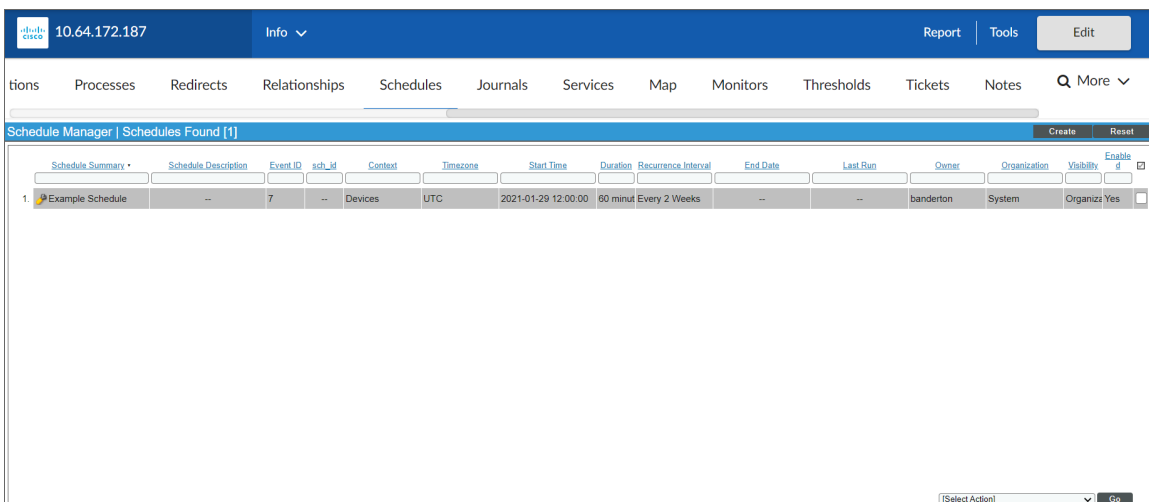 cisco 10.64.172.187 Info Report Tools Edit
tions Processes Redirects Relationships Schedules Journals Services Map Monitors Thresholds Tickets Notes More
Schedule Manager | Schedules Found [1] Create Reset
Schedule Summary Schedule Description Event ID sch_id Context Timezone Start Time Duration Recurrence Interval End Date Last Run Owner Organization Visibility Enable
d
1. Example Schedule -- 7 -- Devices UTC 2021-01-29 12:00:00 60 minut Every 2 Weeks -- -- banderton System Organiza Yes
[Select Action] Go